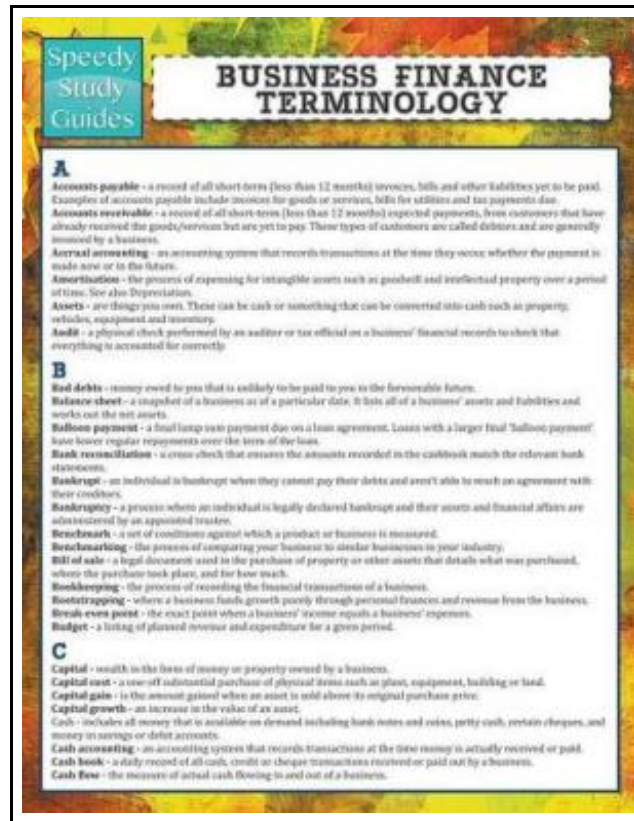 Speedy
Study
Guides
BUSINESS FINANCE
TERMINOLOGY
A
Accounts payable - a record of all short-term (less than 12 months) invoices, bills and other liabilities yet to be paid.
Examples of accounts payable include invoices for goods or services, bills for utilities and tax payments due.
Accounts receivable - a record of all short-term (less than 12 months) expected payments, from customers that have
already received the goods/services but are yet to pay. These types of customers are called debtors and are generally
invoiced by a business.
Accrual accounting - an accounting system that records transactions at the time they occur, whether the payment is
made now or in the future.
Amortisation - the process of expensing for intangible assets such as goodwill and intellectual property over a period
of time. See also Depreciation.
Assets - are things you own. These can be cash or something that can be converted into cash such as property,
vehicles, equipment and inventory.
Audit - a physical check performed by an auditor or tax official on a business' financial records to check that
everything is accounted for correctly.
B
Bad debts - money owed to you that is unlikely to be paid to you in the foreseeable future.
Balance sheet - a snapshot of a business as of a particular date. It lists all of a business' assets and liabilities and
works out the net assets.
Balloon payment - a final lump sum payment due on a loan agreement. Loans with a larger final 'balloon payment'
have lower regular repayments over the term of the loan.
Bank reconciliation - a cross-check that ensures the amounts recorded in the cashbook match the relevant bank
statements.
Bankrupt - an individual is bankrupt when they cannot pay their debts and aren't able to reach an agreement with
their creditors.
Bankruptcy - a process where an individual is legally declared bankrupt and their assets and financial affairs are
administered by an appointed trustee.
Benchmark - a set of conditions against which a product or business is measured.
Benchmarking - the process of comparing your business to similar businesses in your industry.
Bill of sale - a legal document used in the purchase of property or other assets that details what was purchased,
where the purchase took place, and for how much.
Bookkeeping - the process of recording the financial transactions of a business.
Bootstrapping - where a business funds growth purely through personal finances and revenue from the business.
Break-even point - the exact point when a business' income equals a business' expenses.
Budget - a listing of planned revenue and expenditure for a given period.
C
Capital - wealth in the form of money or property owned by a business.
Capital cost - a one-off substantial purchase of physical items such as plant, equipment, building or land.
Capital gain - is the amount gained when an asset is sold above its original purchase price.
Capital growth - an increase in the value of an asset.
Cash - includes all money that is available on demand including bank notes and coins, petty cash, certain cheques, and
money in savings or debit accounts.
Cash accounting - an accounting system that records transactions at the time money is actually received or paid.
Cash book - a daily record of all cash, credit or cheque transactions received or paid out by a business.
Cash flow - the measure of actual cash flowing in and out of a business.